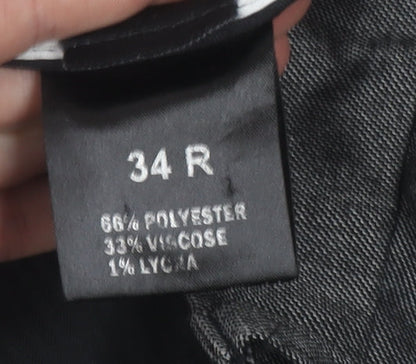 34 R
66% POLYESTER
33% VISCOSE
1% LYCRA